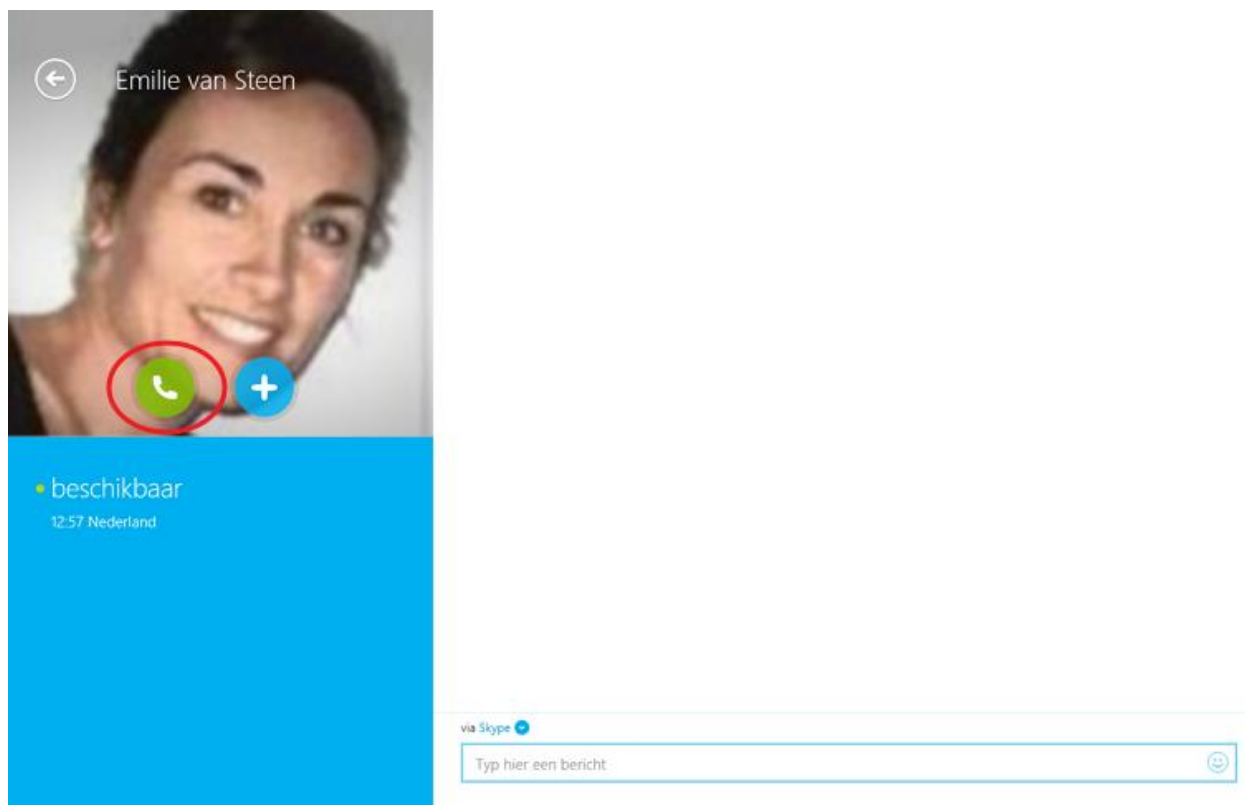 Emilie van Steen
beschikbaar
12:57 Nederland
via Skype
Typ hier een bericht